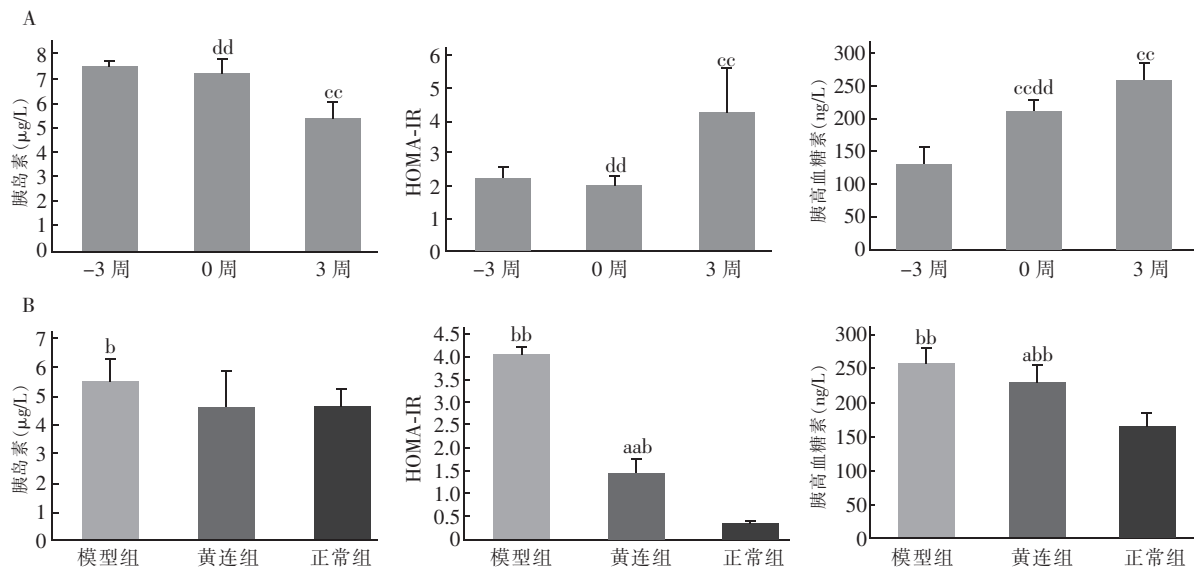 A
胰岛素(μg/L)
8
7
6
5
4
3
2
1
0
dd
cc
-3 周
0 周
3 周
HOMA-IR
6
5
4
3
2
1
0
dd
cc
-3 周
0 周
3 周
胰高血糖素(ng/L)
300
250
200
150
100
50
0
ccdd
cc
-3 周
0 周
3 周
B
胰岛素(μg/L)
7
6
5
4
3
2
1
0
b
模型组
黄连组
正常组
HOMA-IR
4.5
4.0
3.5
3.0
2.5
2.0
1.5
1.0
0.5
0
bb
aab
模型组
黄连组
正常组
胰高血糖素(ng/L)
300
250
200
150
100
50
0
bb
abb
模型组
黄连组
正常组